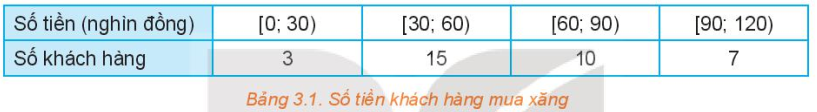 Số tiền (nghìn đồng) [0; 30) [30; 60) [60; 90) [90; 120)
Số khách hàng 3 15 10 7
Bảng 3.1. Số tiền khách hàng mua xăng